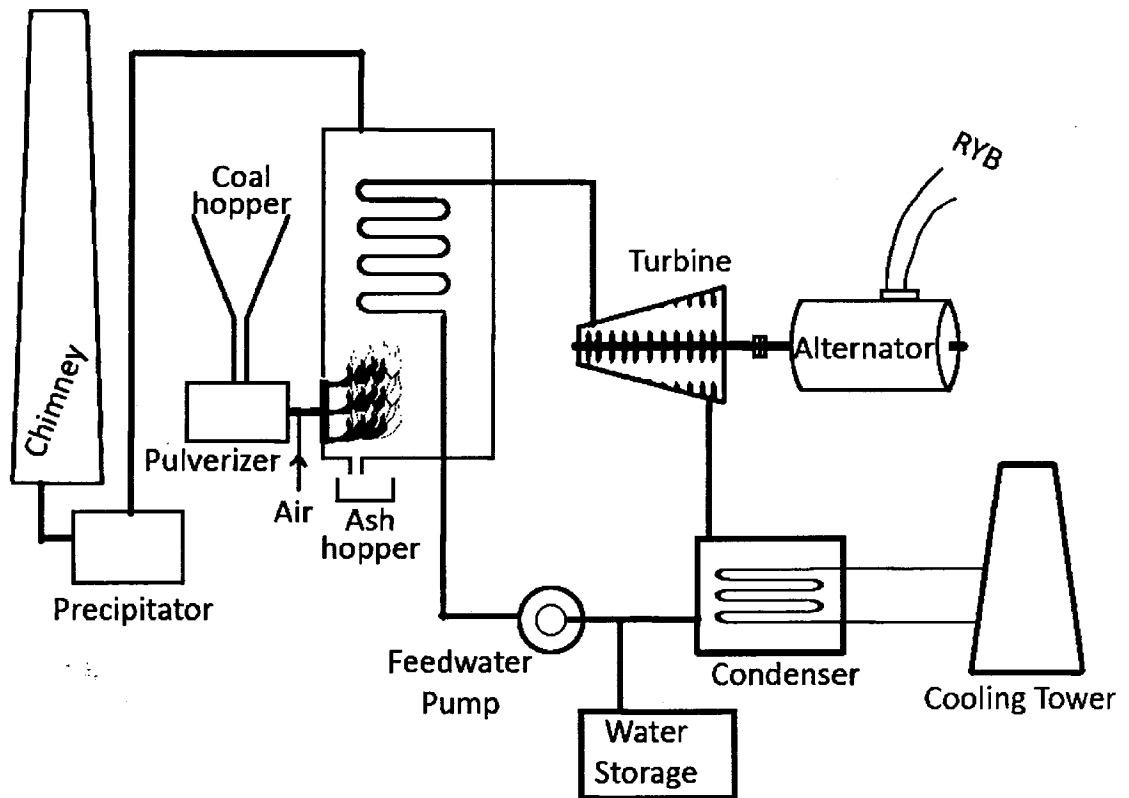 RYB
Coal
hopper
Turbine
Alternator
Chimney
Pulverizer
Air
Ash
hopper
Precipitator
Feedwater
Pump
Condenser
Cooling Tower
Water
Storage